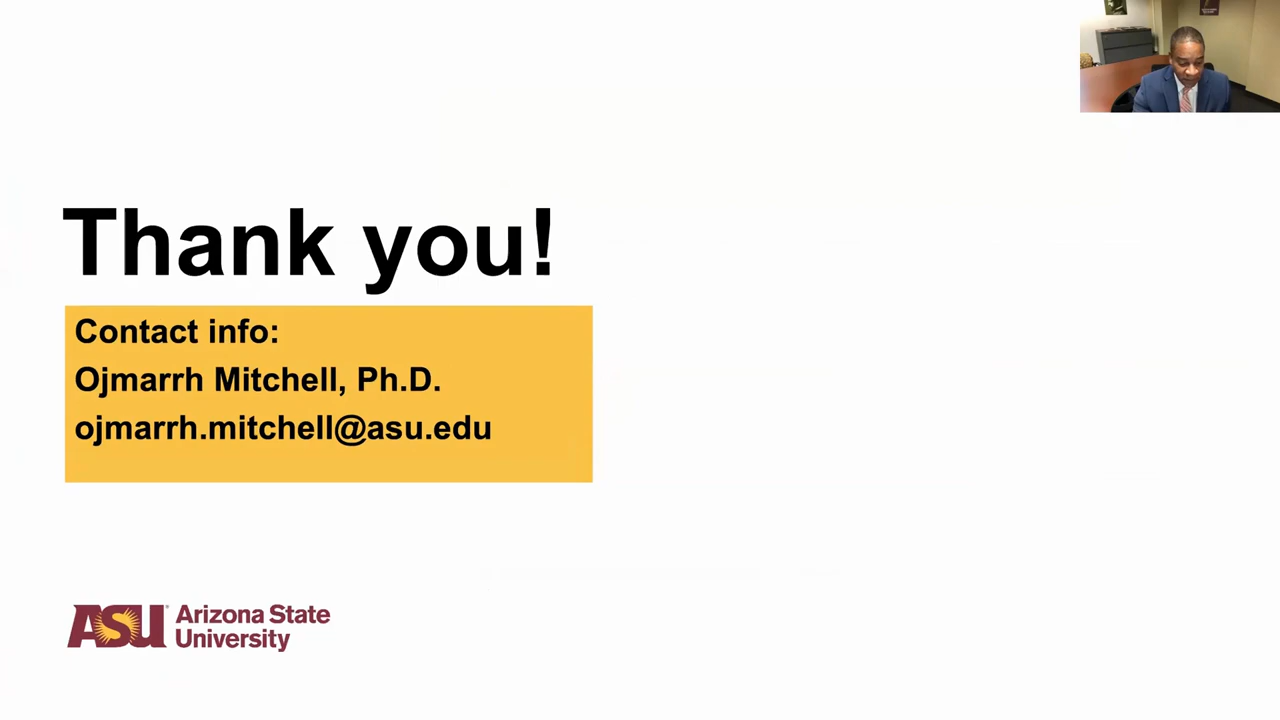 Thank you!
Contact info:
Ojmarrh Mitchell, Ph.D.
ojmarrh.mitchell@asu.edu
ASU Arizona State
University